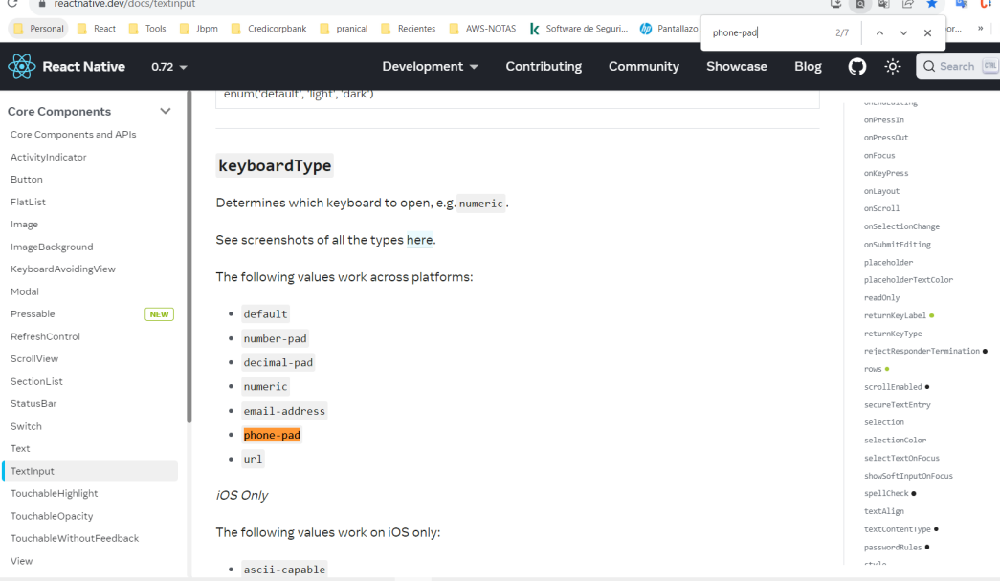 reactnative.dev/docs/textinput
Personal
React
Tools
Jbpm
Credicorpbank
pranical
Recientes
AWS-NOTAS
Software de Seguri...
Pantallazo
or...
»
phone-pad
2/7
React Native
0.72
Development
Contributing
Community
Showcase
Blog
Search
CTRL
Core Components
Core Components and APIs
ActivityIndicator
Button
FlatList
Image
ImageBackground
KeyboardAvoidingView
Modal
Pressable
NEW
RefreshControl
ScrollView
SectionList
StatusBar
Switch
Text
TextInput
TouchableHighlight
TouchableOpacity
TouchableWithoutFeedback
View
enum('default', 'light', 'dark')
keyboardType
Determines which keyboard to open, e.g. numeric.
See screenshots of all the types here.
The following values work across platforms:
• default
• number-pad
• decimal-pad
• numeric
• email-address
• phone-pad
• url
iOS Only
The following values work on iOS only:
• ascii-capable
onEndEditing
onPressIn
onPressOut
onFocus
onKeyPress
onLayout
onScroll
onSelectionChange
onSubmitEditing
placeholder
placeholderTextColor
readOnly
returnKeyLabel
returnKeyType
rejectResponderTermination
rows
scrollEnabled
secureTextEntry
selection
selectionColor
selectTextOnFocus
showSoftInputOnFocus
spellCheck
textAlign
textContentType
passwordRules
style